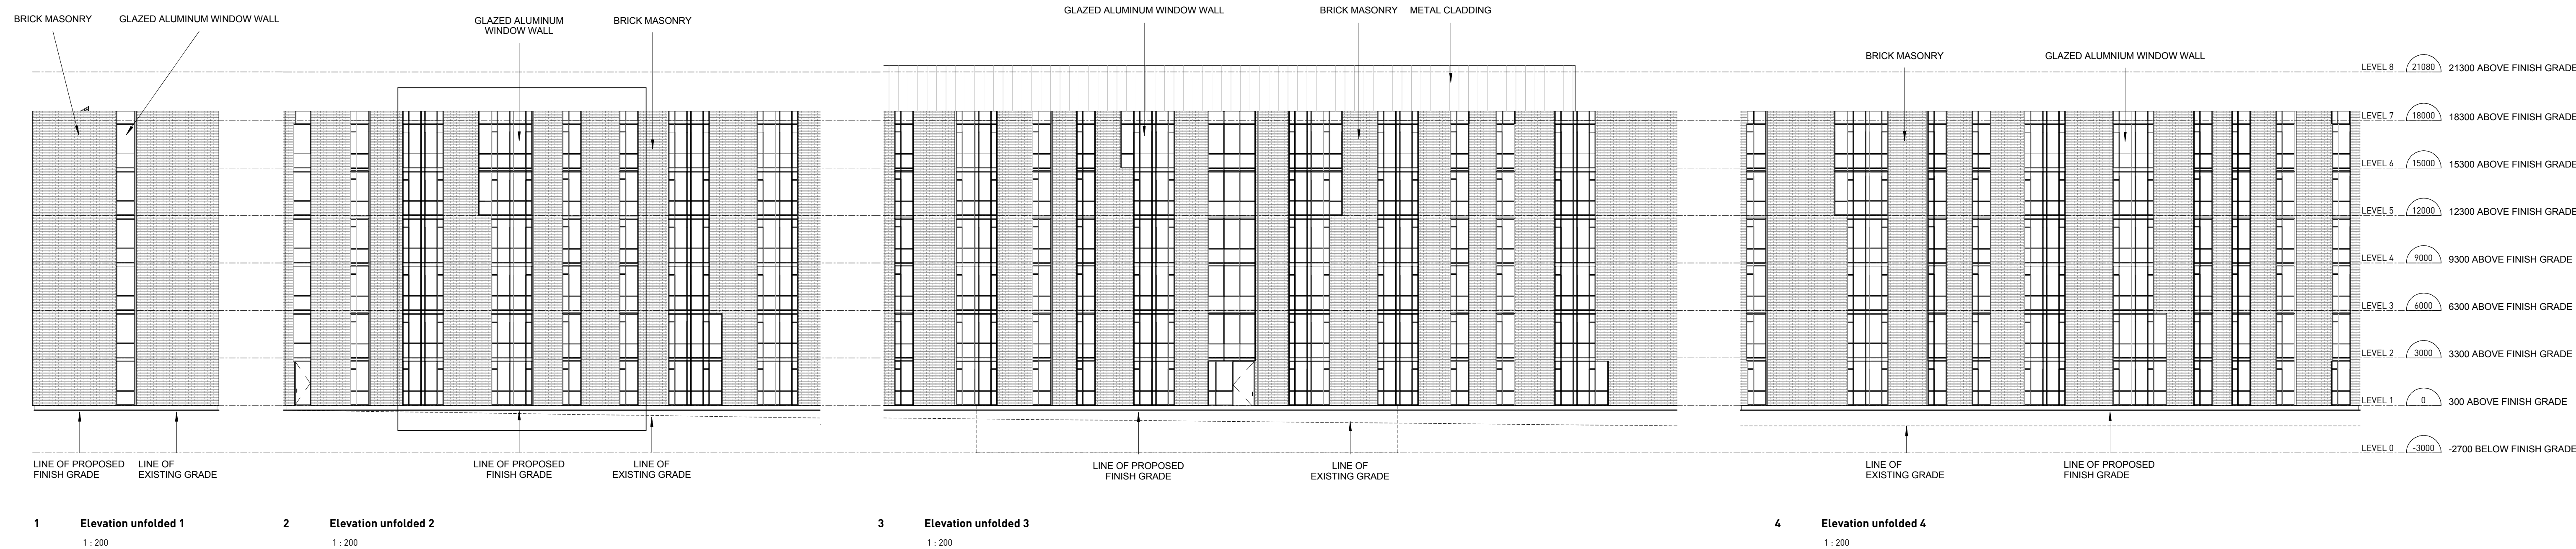 BRICK MASONRY
GLAZED ALUMINUM WINDOW WALL
GLAZED ALUMINUM
WINDOW WALL
BRICK MASONRY
GLAZED ALUMINUM WINDOW WALL
BRICK MASONRY
METAL CLADDING
BRICK MASONRY
GLAZED ALUMNIUM WINDOW WALL
LEVEL 8 21080 21300 ABOVE FINISH GRADE
LEVEL 7 18000 18300 ABOVE FINISH GRADE
LEVEL 6 15000 15300 ABOVE FINISH GRADE
LEVEL 5 12000 12300 ABOVE FINISH GRADE
LEVEL 4 9000 9300 ABOVE FINISH GRADE
LEVEL 3 6000 6300 ABOVE FINISH GRADE
LEVEL 2 3000 3300 ABOVE FINISH GRADE
LEVEL 1 0 300 ABOVE FINISH GRADE
LEVEL 0 -3000 -2700 BELOW FINISH GRADE
LINE OF PROPOSED
FINISH GRADE
LINE OF
EXISTING GRADE
LINE OF PROPOSED
FINISH GRADE
LINE OF
EXISTING GRADE
LINE OF PROPOSED
FINISH GRADE
LINE OF
EXISTING GRADE
LINE OF
EXISTING GRADE
LINE OF PROPOSED
FINISH GRADE
1 Elevation unfolded 1
1 : 200
2 Elevation unfolded 2
1 : 200
3 Elevation unfolded 3
1 : 200
4 Elevation unfolded 4
1 : 200